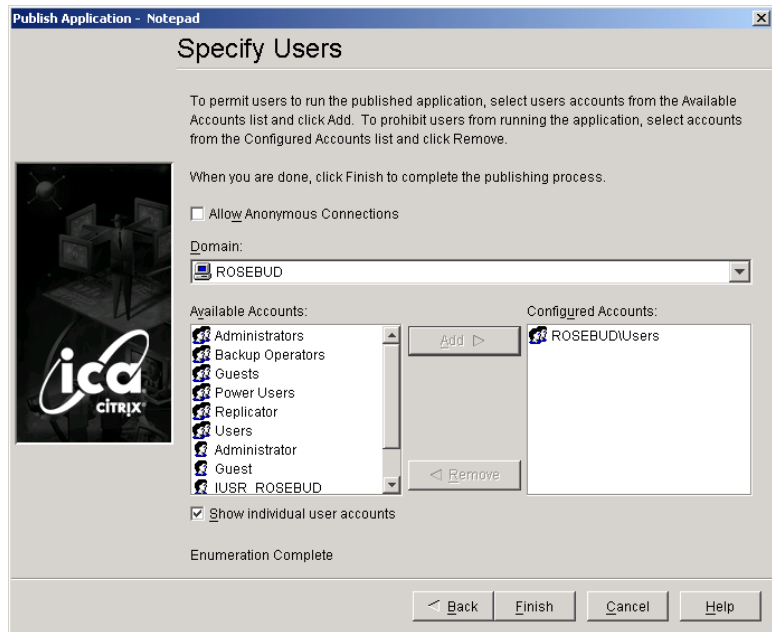 Publish Application - Notepad
Specify Users
To permit users to run the published application, select users accounts from the Available
Accounts list and click Add. To prohibit users from running the application, select accounts
from the Configured Accounts list and click Remove.
When you are done, click Finish to complete the publishing process.
Allow Anonymous Connections
Domain:
ROSEBUD
Available Accounts:
Administrators
Backup Operators
Guests
Power Users
Replicator
Users
Administrator
Guest
IUSR_ROSEBUD
Add
Remove
Configured Accounts:
ROSEBUD\Users
Show individual user accounts
Enumeration Complete
ica
CİTRIX
Back
Finish
Cancel
Help